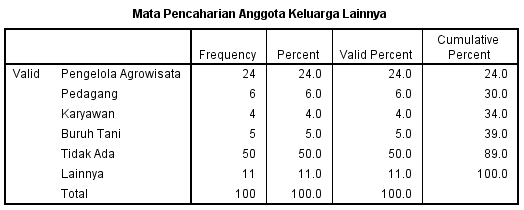 Mata Pencaharian Anggota Keluarga Lainnya
Frequency Percent Valid Percent Cumulative Percent
Valid Pengelola Agrowisata 24 24.0 24.0 24.0
Pedagang 6 6.0 6.0 30.0
Karyawan 4 4.0 4.0 34.0
Buruh Tani 5 5.0 5.0 39.0
Tidak Ada 50 50.0 50.0 89.0
Lainnya 11 11.0 11.0 100.0
Total 100 100.0 100.0